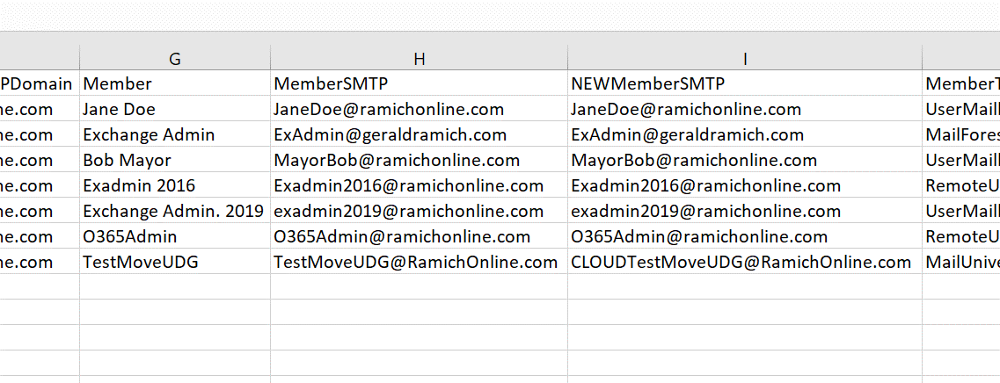 G H I
PDomain Member MemberSMTP NEWMemberSMTP MemberT
ne.com Jane Doe JaneDoe@ramichonline.com JaneDoe@ramichonline.com UserMail
ne.com Exchange Admin ExAdmin@geraldramich.com ExAdmin@geraldramich.com MailFores
ne.com Bob Mayor MayorBob@ramichonline.com MayorBob@ramichonline.com UserMail
ne.com Exadmin 2016 Exadmin2016@ramichonline.com Exadmin2016@ramichonline.com RemoteU
ne.com Exchange Admin. 2019 exadmin2019@ramichonline.com exadmin2019@ramichonline.com UserMail
ne.com O365Admin O365Admin@ramichonline.com O365Admin@ramichonline.com RemoteU
ne.com TestMoveUDG TestMoveUDG@RamichOnline.com CLOUDTestMoveUDG@RamichOnline.com MailUnive